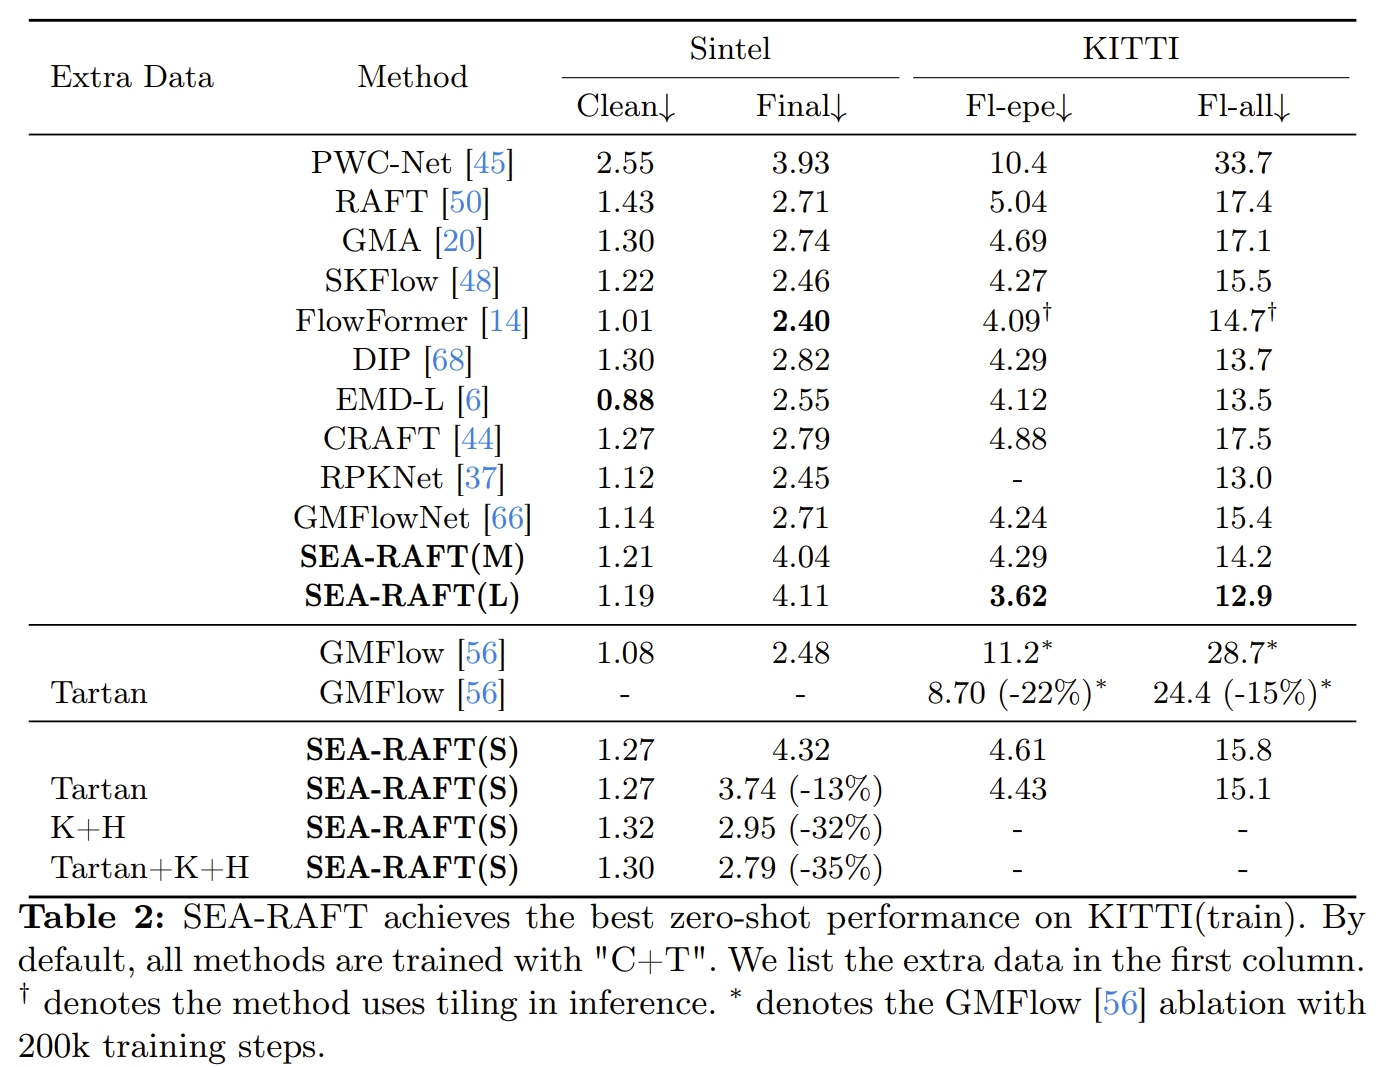 Sintel KITTI
Extra Data Method
Clean↓ Final↓ Fl-epe↓ Fl-all↓
PWC-Net [45] 2.55 3.93 10.4 33.7
RAFT [50] 1.43 2.71 5.04 17.4
GMA [20] 1.30 2.74 4.69 17.1
SKFlow [48] 1.22 2.46 4.27 15.5
FlowFormer [14] 1.01 2.40 4.09† 14.7†
DIP [68] 1.30 2.82 4.29 13.7
EMD-L [6] 0.88 2.55 4.12 13.5
CRAFT [44] 1.27 2.79 4.88 17.5
RPKNet [37] 1.12 2.45 - 13.0
GMFlowNet [66] 1.14 2.71 4.24 15.4
SEA-RAFT(M) 1.21 4.04 4.29 14.2
SEA-RAFT(L) 1.19 4.11 3.62 12.9
GMFlow [56] 1.08 2.48 11.2* 28.7*
Tartan GMFlow [56] - - 8.70 (-22%)* 24.4 (-15%)*
SEA-RAFT(S) 1.27 4.32 4.61 15.8
Tartan SEA-RAFT(S) 1.27 3.74 (-13%) 4.43 15.1
K+H SEA-RAFT(S) 1.32 2.95 (-32%) - -
Tartan+K+H SEA-RAFT(S) 1.30 2.79 (-35%) - -
Table 2: SEA-RAFT achieves the best zero-shot performance on KITTI(train). By
default, all methods are trained with "C+T". We list the extra data in the first column.
† denotes the method uses tiling in inference. * denotes the GMFlow [56] ablation with
200k training steps.